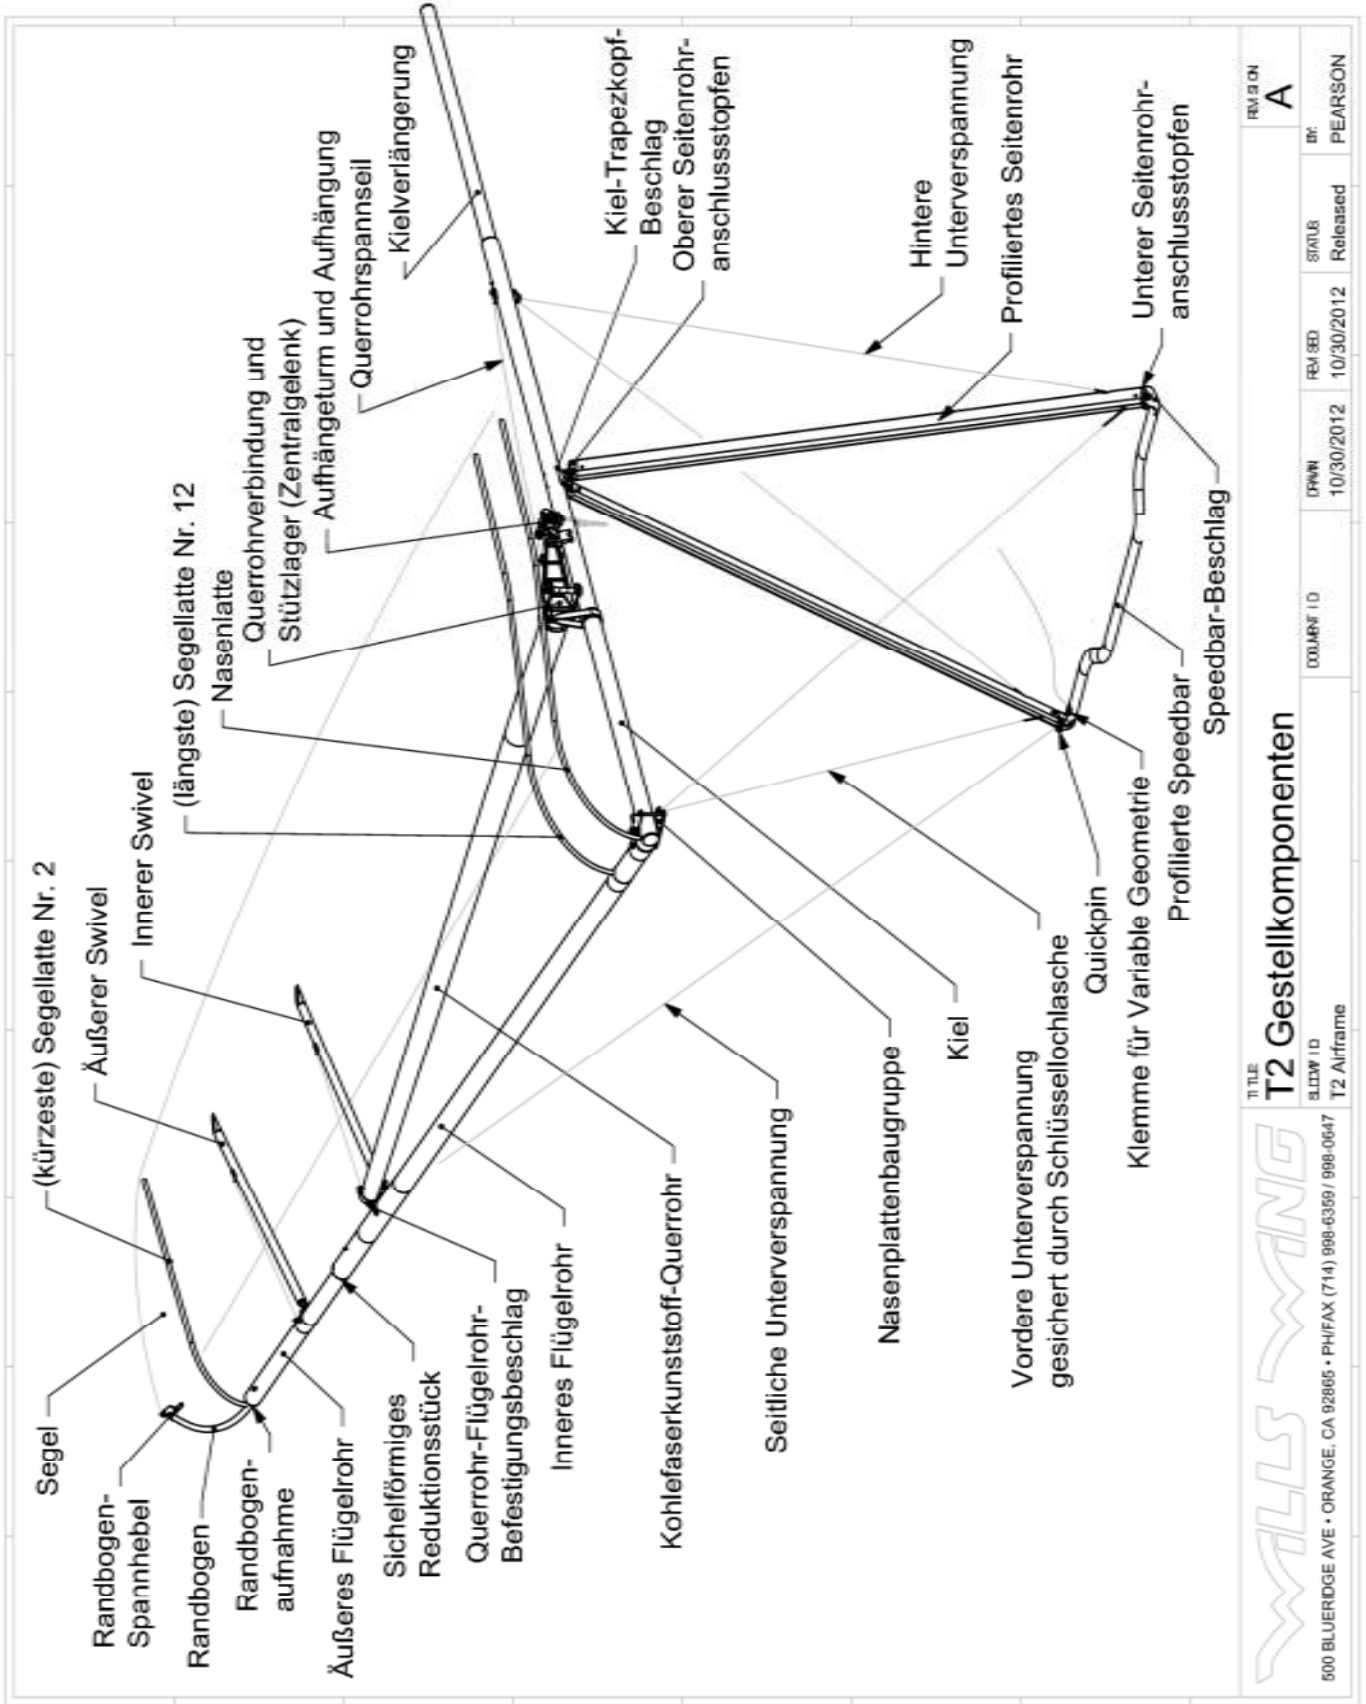 Segel
(kürzeste) Segellatte Nr. 2
Äußerer Swivel
Innerer Swivel
(längste) Segellatte Nr. 12
Nasenlatte
Querrohrverbindung und
Stützlager (Zentralgelenk)
Aufhängeturm und Aufhängung
Querrohrspannseil
Kielverlängerung
Randbogen-
Spannhebel
Randbogen
Randbogen-
aufnahme
Äußeres Flügelrohr
Sichelförmiges
Reduktionsstück
Querrohr-Flügelrohr-
Befestigungsbeschlag
Inneres Flügelrohr
Kohlefaserkunststoff-Querrohr
Seitliche Unterverspannung
Nasenplattenbaugruppe
Kiel
Vordere Unterverspannung
gesichert durch Schlüssellochlasche
Quickpin
Klemme für Variable Geometrie
Profilierte Speedbar
Speedbar-Beschlag
Kiel-Trapezkopf-
Beschlag
Oberer Seitenrohr-
anschlussstopfen
Hintere
Unterverspannung
Profiliertes Seitenrohr
Unterer Seitenrohr-
anschlussstopfen
WILLS WING
500 BLUERIDGE AVE • ORANGE, CA 92865 • PH/FAX (714) 998-6359 / 998-0647
TITLE:
T2 Gestellkomponenten
REVISION
A
T2 Airframe
DOCUMENT ID
DRAWN
10/30/2012
REVISED
10/30/2012
STATUS
Released
BY:
PEARSON